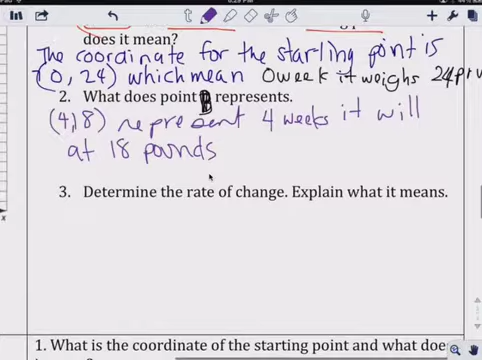 does it mean?
The coordinate for the starling point is
(0, 24) which mean 0 week it weighs 24
2. What does point B represents.
(4,18) represent 4 weeks it will
at 18 pounds
3. Determine the rate of change. Explain what it means.
1. What is the coordinate of the starting point and what doe